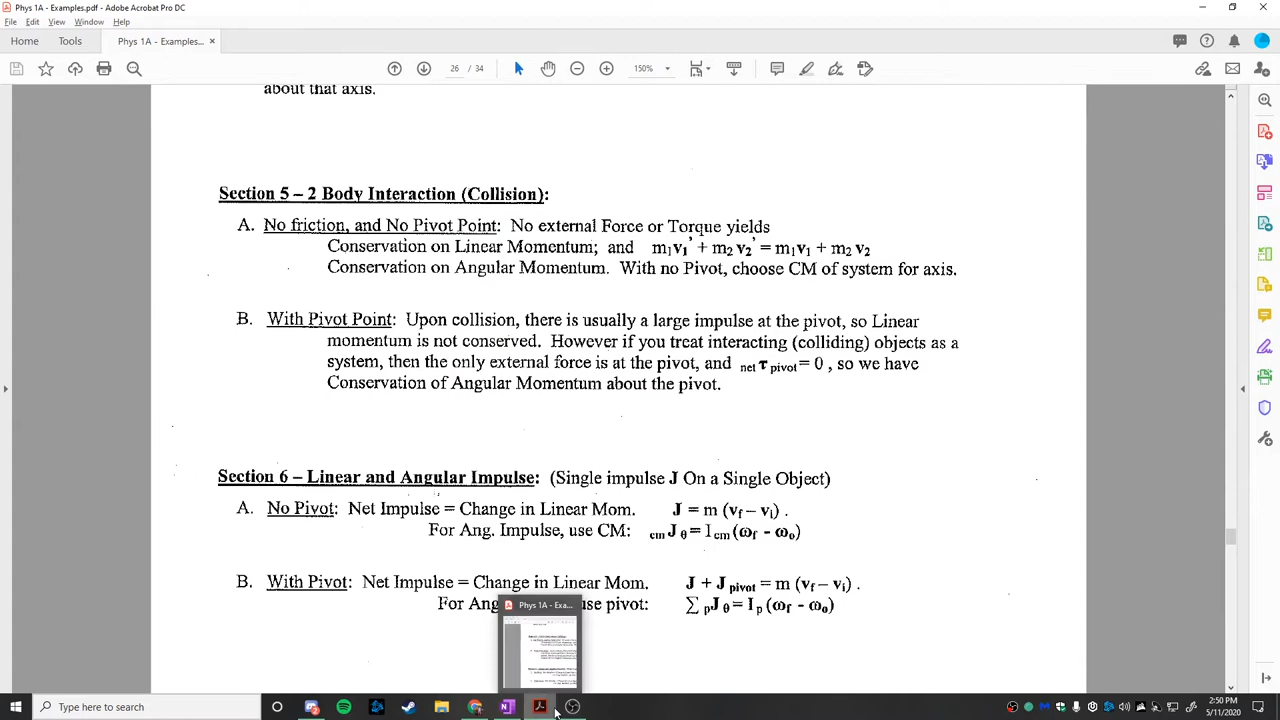 Phys 1A - Examples.pdf - Adobe Acrobat Pro DC
File Edit View Window Help
Home Tools Phys 1A - Examples... ×
26 / 34 150%
about that axis.
Section 5 – 2 Body Interaction (Collision):
A. No friction, and No Pivot Point: No external Force or Torque yields
Conservation on Linear Momentum; and m₁v₁' + m₂ v₂' = m₁v₁ + m₂ v₂
Conservation on Angular Momentum. With no Pivot, choose CM of system for axis.
B. With Pivot Point: Upon collision, there is usually a large impulse at the pivot, so Linear
momentum is not conserved. However if you treat interacting (colliding) objects as a
system, then the only external force is at the pivot, and net τ pivot = 0 , so we have
Conservation of Angular Momentum about the pivot.
Section 6 – Linear and Angular Impulse: (Single impulse J On a Single Object)
A. No Pivot: Net Impulse = Change in Linear Mom. J = m (vf – vi) .
For Ang. Impulse, use CM: cm J θ = I cm (ωf - ωo)
B. With Pivot: Net Impulse = Change in Linear Mom. J + J pivot = m (vf – vi) .
For Ang use pivot: ∑ pJ θ = I p (ωf - ωo)
Phys 1A - Exa...
Type here to search
2:50 PM
5/11/2020